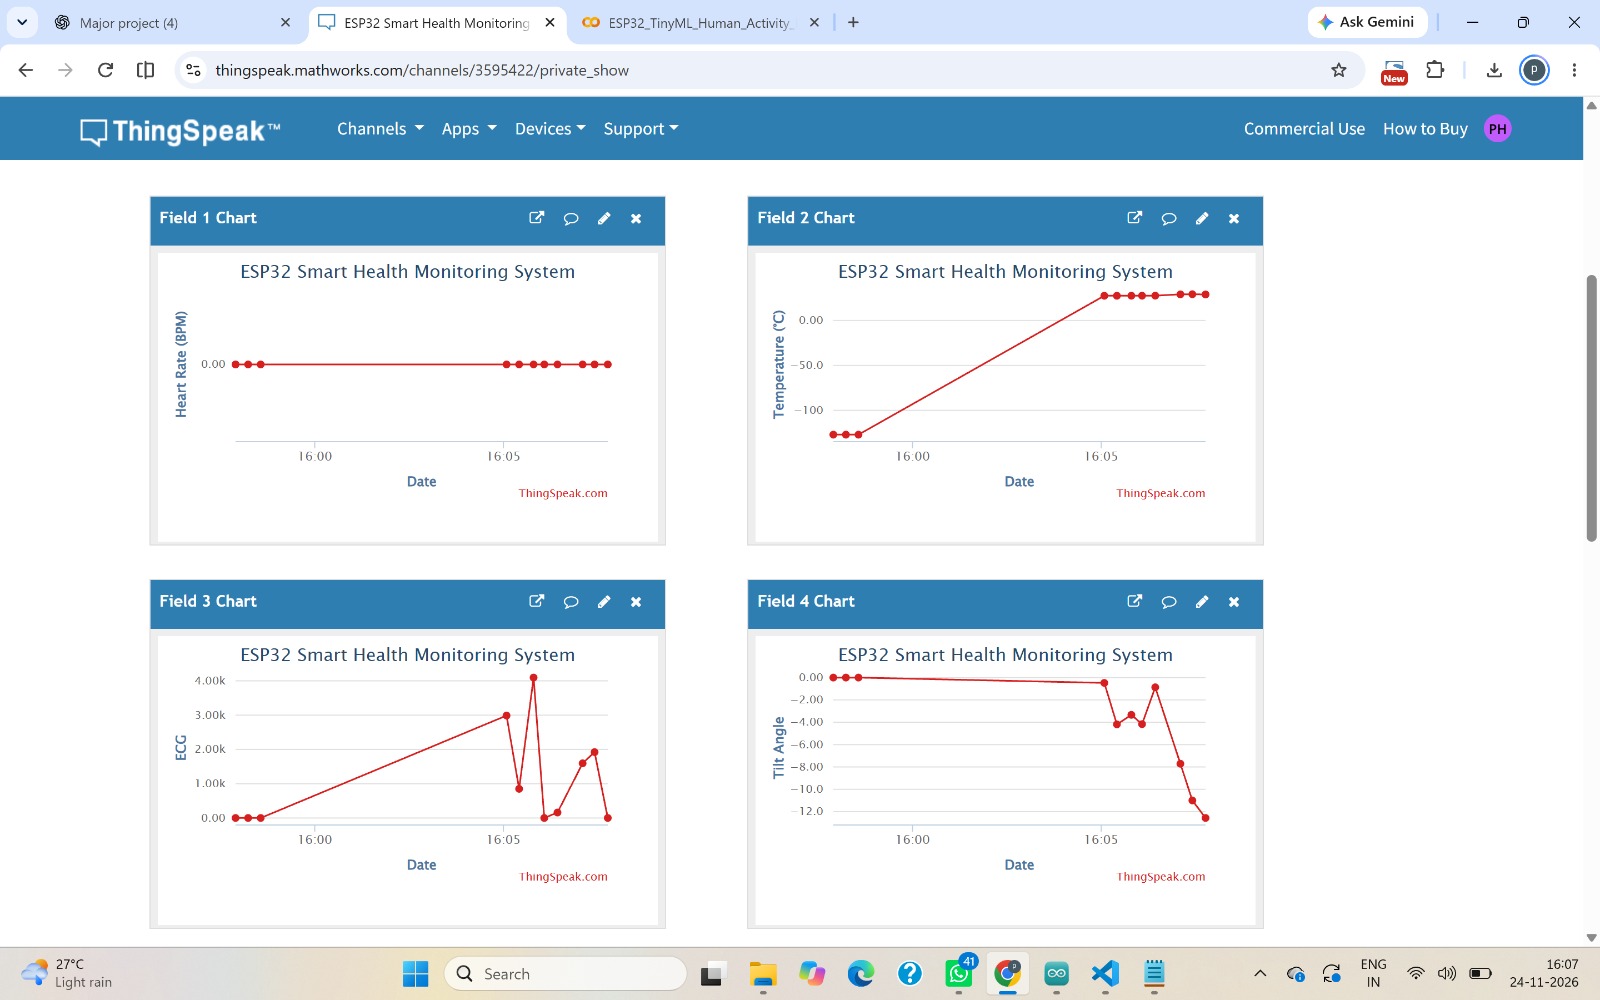 Major project (4)
ESP32 Smart Health Monitoring
ESP32_TinyML_Human_Activity_
Ask Gemini
thingspeak.mathworks.com/channels/3595422/private_show
New
P
ThingSpeak™
Channels
Apps
Devices
Support
Commercial Use
How to Buy
PH
Field 1 Chart
ESP32 Smart Health Monitoring System
Heart Rate (BPM)
0.00
16:00
16:05
Date
ThingSpeak.com
Field 2 Chart
ESP32 Smart Health Monitoring System
Temperature (°C)
0.00
−50.0
−100
16:00
16:05
Date
ThingSpeak.com
Field 3 Chart
ESP32 Smart Health Monitoring System
ECG
4.00k
3.00k
2.00k
1.00k
0.00
16:00
16:05
Date
ThingSpeak.com
Field 4 Chart
ESP32 Smart Health Monitoring System
Tilt Angle
0.00
−2.00
−4.00
−6.00
−8.00
−10.0
−12.0
16:00
16:05
Date
ThingSpeak.com
27°C
Light rain
Search
41
ENG
IN
16:07
24-11-2026